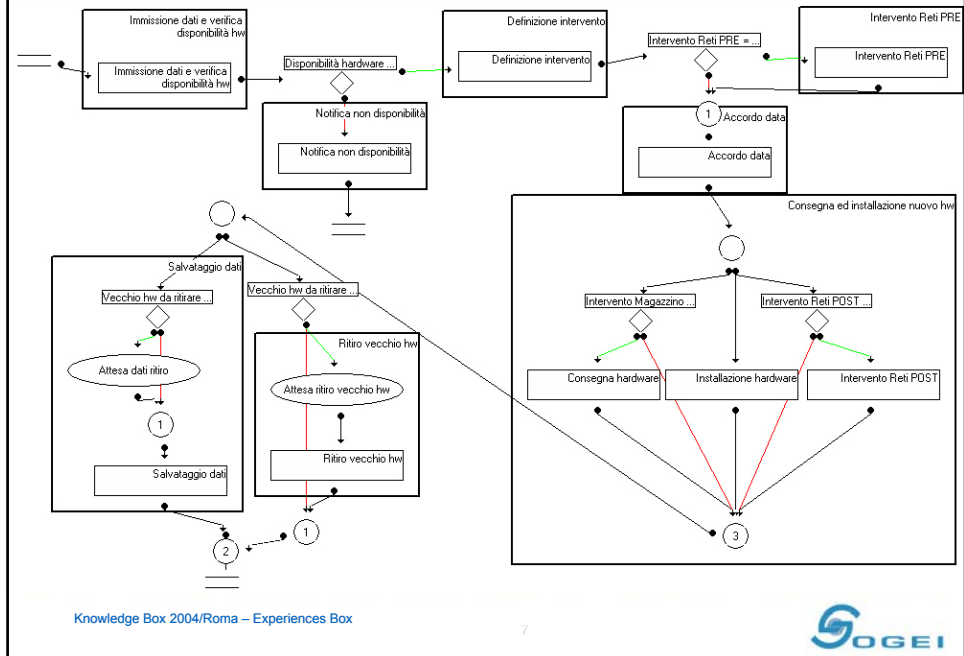 Immissione dati e verifica
disponibilità hw
Immissione dati e verifica
disponibilità hw
Disponibilità hardware ...
Definizione intervento
Definizione intervento
Intervento Reti PRE = ...
Intervento Reti PRE
Intervento Reti PRE
Notifica non disponibilità
Notifica non disponibilità
1
Accordo data
Accordo data
Consegna ed installazione nuovo hw
Intervento Magazzino ...
Intervento Reti POST ...
Consegna hardware
Installazione hardware
Intervento Reti POST
3
Salvataggio dati
Vecchio hw da ritirare ...
Attesa dati ritiro
1
Salvataggio dati
Vecchio hw da ritirare ...
Ritiro vecchio hw
Attesa ritiro vecchio hw
Ritiro vecchio hw
1
2
Knowledge Box 2004/Roma – Experiences Box
7
SOGEI